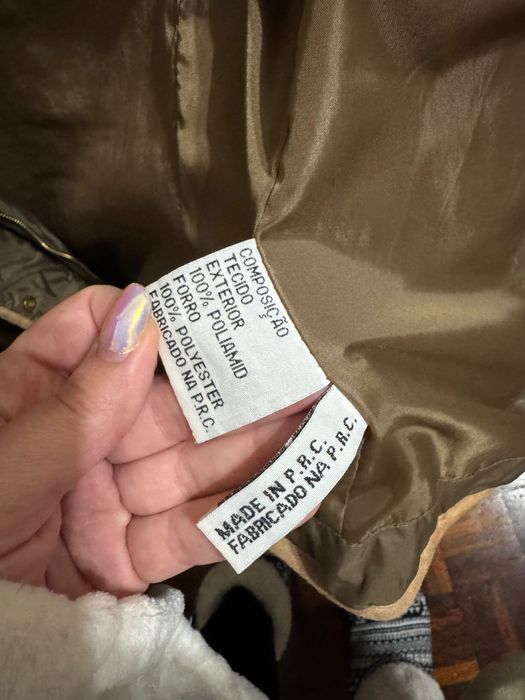 COMPOSIÇÃO
TECIDO
EXTERIOR
100% POLIAMID
FORRO
100% POLYESTER
FABRICADO NA P.R.C.
MADE IN P.R.C.
FABRICADO NA P.R.C.